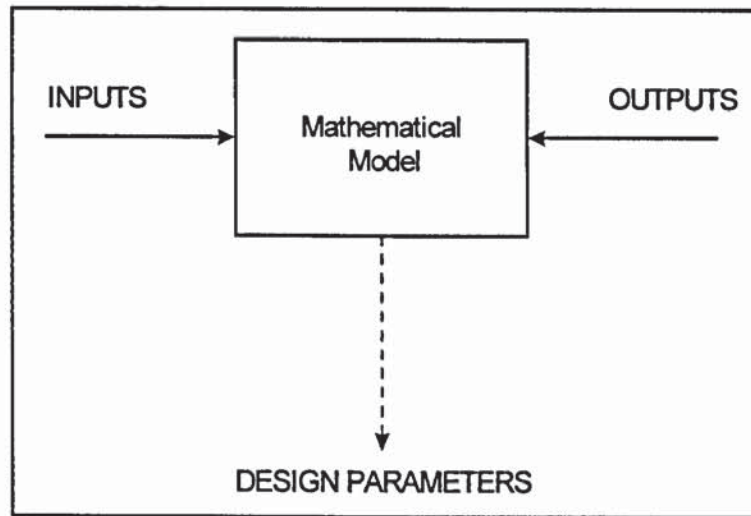 INPUTS
Mathematical
Model
OUTPUTS
DESIGN PARAMETERS